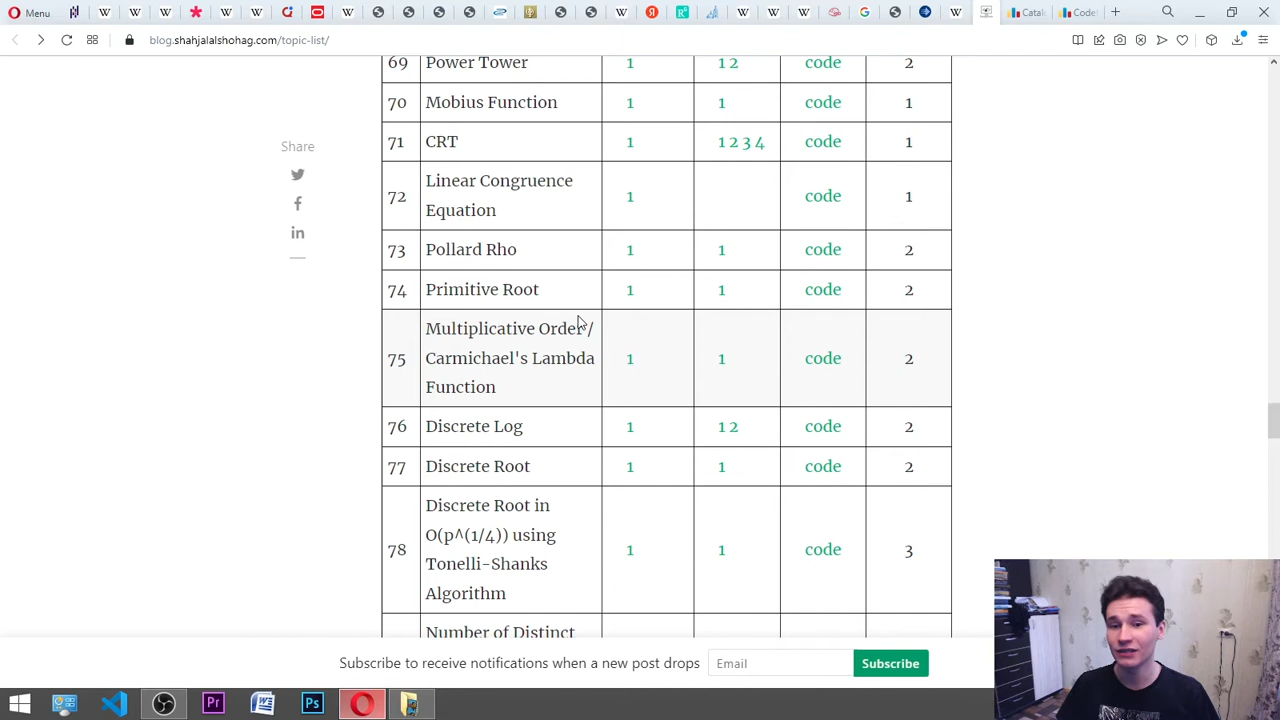 Menu
Catal
Code
blog.shahjalalshohag.com/topic-list/
69 Power Tower 1 1 2 code 2
70 Mobius Function 1 1 code 1
71 CRT 1 1 2 3 4 code 1
Linear Congruence
72 1 code 1
Equation
73 Pollard Rho 1 1 code 2
74 Primitive Root 1 1 code 2
Multiplicative Order /
75 Carmichael's Lambda 1 1 code 2
Function
76 Discrete Log 1 1 2 code 2
77 Discrete Root 1 1 code 2
Discrete Root in
O(p^(1/4)) using
78 1 1 code 3
Tonelli-Shanks
Algorithm
Number of Distinct
Share
Subscribe to receive notifications when a new post drops Email Subscribe